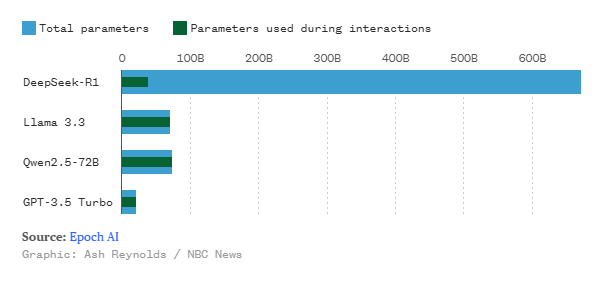 Total parameters Parameters used during interactions
0 100B 200B 300B 400B 500B 600B
DeepSeek-R1
Llama 3.3
Qwen2.5-72B
GPT-3.5 Turbo
Source: Epoch AI
Graphic: Ash Reynolds / NBC News